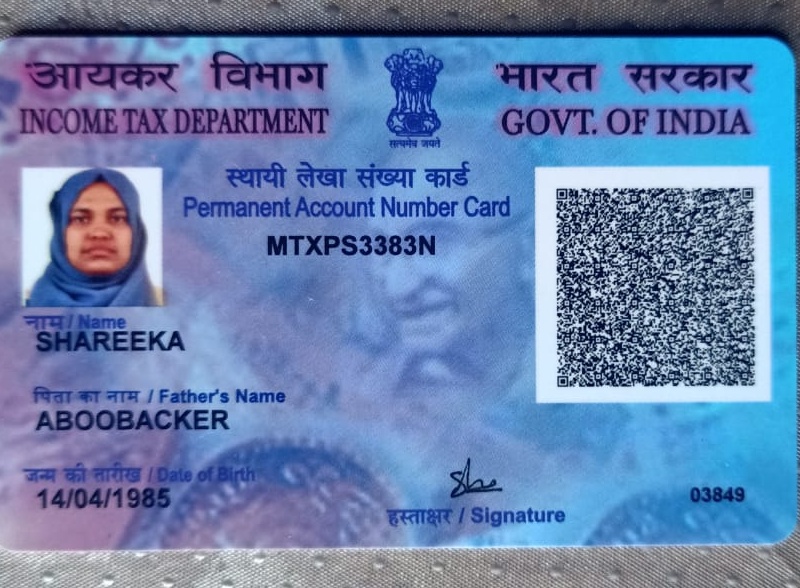 आयकर विभाग
INCOME TAX DEPARTMENT
सत्यमेव जयते
भारत सरकार
GOVT. OF INDIA
स्थायी लेखा संख्या कार्ड
Permanent Account Number Card
MTXPS3383N
नाम / Name
SHAREEKA
पिता का नाम / Father's Name
ABOOBACKER
जन्म की तारीख / Date of Birth
14/04/1985
हस्ताक्षर / Signature
03849